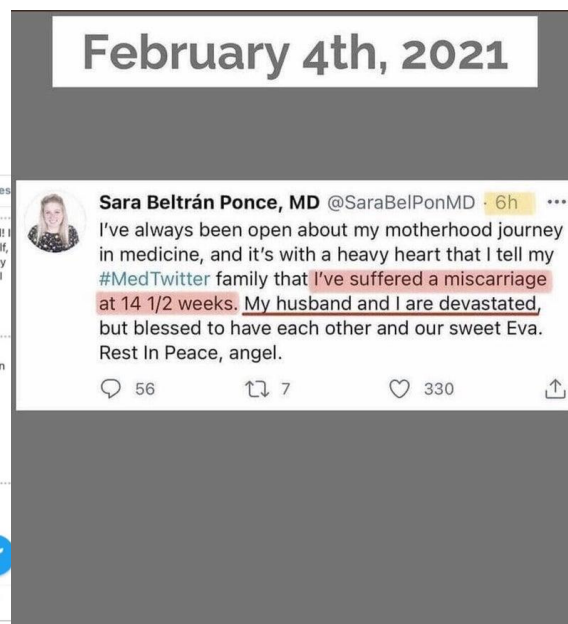 February 4th, 2021
Sara Beltrán Ponce, MD @SaraBelPonMD · 6h
I've always been open about my motherhood journey
in medicine, and it's with a heavy heart that I tell my
#MedTwitter family that I've suffered a miscarriage
at 14 1/2 weeks. My husband and I are devastated,
but blessed to have each other and our sweet Eva.
Rest In Peace, angel.
56 7 330